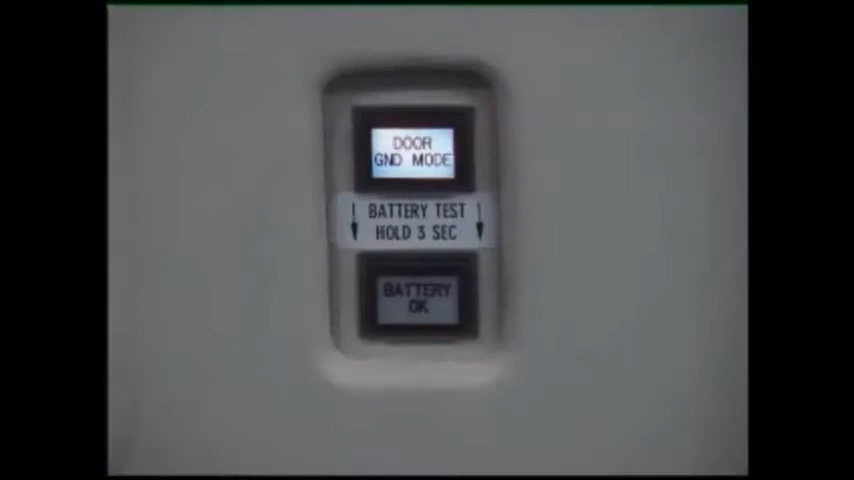 DOOR
GND MODE
BATTERY TEST
HOLD 3 SEC
BATTERY
OK